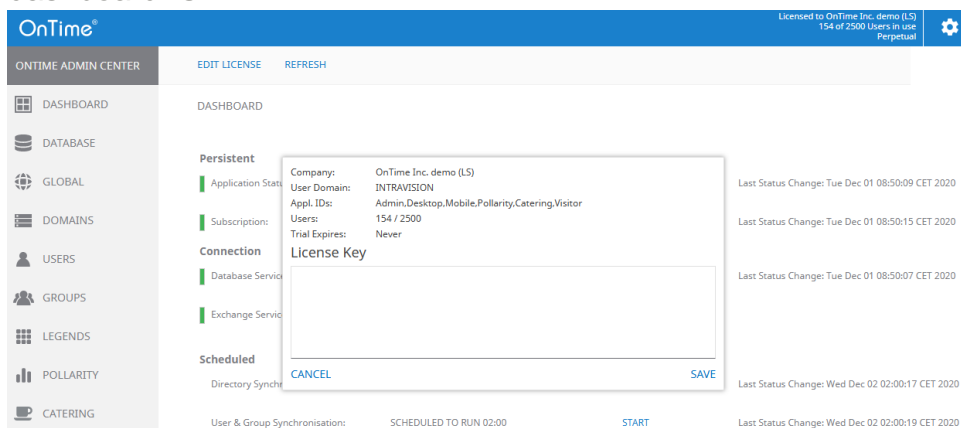 OnTime®
Licensed to OnTime Inc. demo (LS)
154 of 2500 Users in use
Perpetual
ONTIME ADMIN CENTER
EDIT LICENSE REFRESH
DASHBOARD
DATABASE
GLOBAL
DOMAINS
USERS
GROUPS
LEGENDS
POLLARITY
CATERING
DASHBOARD
Persistent
Application Statu
Last Status Change: Tue Dec 01 08:50:09 CET 2020
Subscription:
Last Status Change: Tue Dec 01 08:50:15 CET 2020
Connection
Database Service
Last Status Change: Tue Dec 01 08:50:07 CET 2020
Exchange Servic
Scheduled
Directory Synchr
Last Status Change: Wed Dec 02 02:00:17 CET 2020
User & Group Synchronisation: SCHEDULED TO RUN 02:00 START Last Status Change: Wed Dec 02 02:00:19 CET 2020
Company: OnTime Inc. demo (LS)
User Domain: INTRAVISION
Appl. IDs: Admin,Desktop,Mobile,Pollarity,Catering,Visitor
Users: 154 / 2500
Trial Expires: Never
License Key
CANCEL SAVE